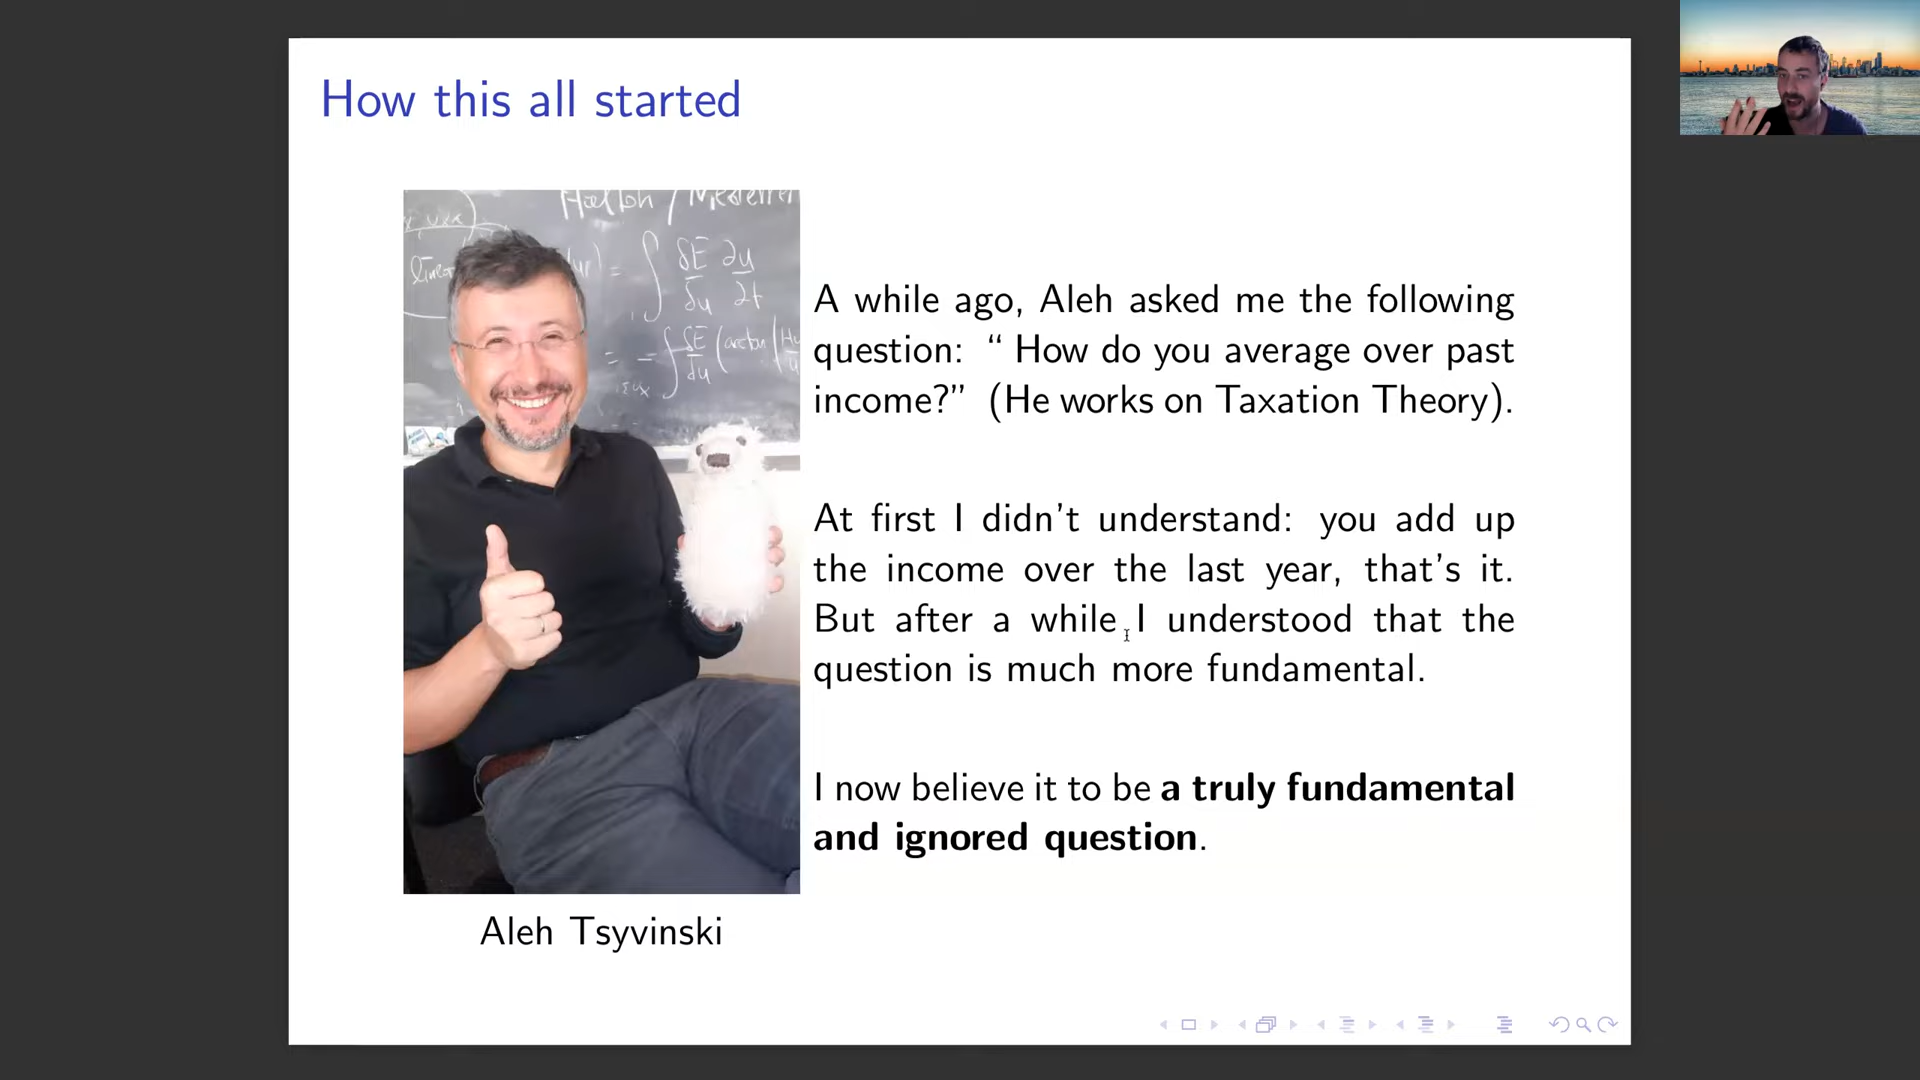 How this all started
A while ago, Aleh asked me the following
question: “ How do you average over past
income?” (He works on Taxation Theory).
At first I didn't understand: you add up
the income over the last year, that's it.
But after a while I understood that the
question is much more fundamental.
I now believe it to be a truly fundamental
and ignored question.
Aleh Tsyvinski
∫ δE/δu ∂u/∂t